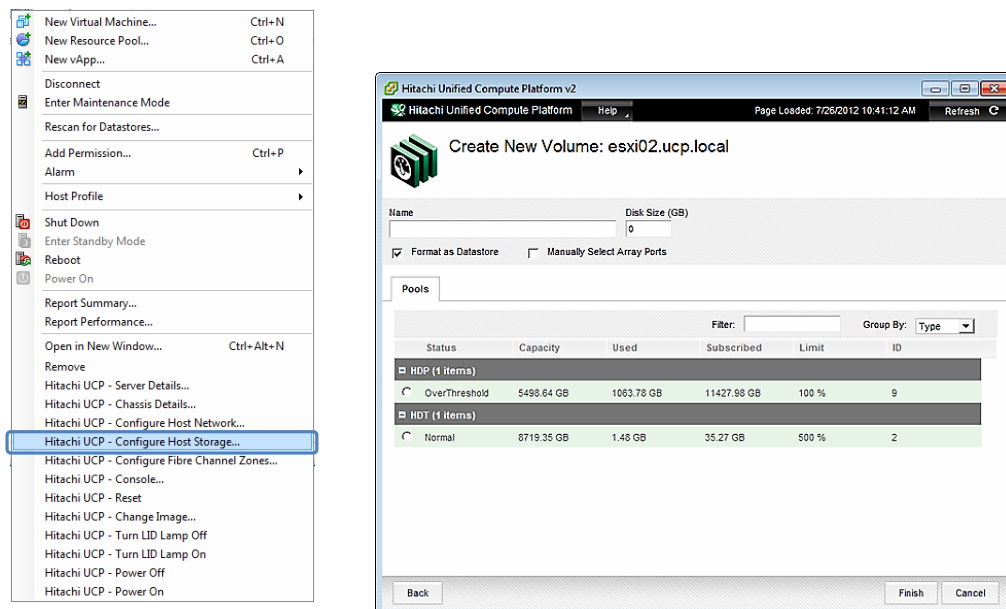 New Virtual Machine... Ctrl+N
New Resource Pool... Ctrl+O
New vApp... Ctrl+A
Disconnect
Enter Maintenance Mode
Rescan for Datastores...
Add Permission... Ctrl+P
Alarm
Host Profile
Shut Down
Enter Standby Mode
Reboot
Power On
Report Summary...
Report Performance...
Open in New Window... Ctrl+Alt+N
Remove
Hitachi UCP - Server Details...
Hitachi UCP - Chassis Details...
Hitachi UCP - Configure Host Network...
Hitachi UCP - Configure Host Storage...
Hitachi UCP - Configure Fibre Channel Zones...
Hitachi UCP - Console...
Hitachi UCP - Reset
Hitachi UCP - Change Image...
Hitachi UCP - Turn LID Lamp Off
Hitachi UCP - Turn LID Lamp On
Hitachi UCP - Power Off
Hitachi UCP - Power On
Hitachi Unified Compute Platform v2
Hitachi Unified Compute Platform Help Page Loaded: 7/26/2012 10:41:12 AM Refresh
Create New Volume: esxi02.ucp.local
Name Disk Size (GB)
0
Format as Datastore Manually Select Array Ports
Pools
Filter: Group By: Type
Status Capacity Used Subscribed Limit ID
HDP (1 items)
OverThreshold 5498.64 GB 1063.78 GB 11427.98 GB 100 % 9
HDT (1 items)
Normal 8719.35 GB 1.48 GB 35.27 GB 500 % 2
Back Finish Cancel